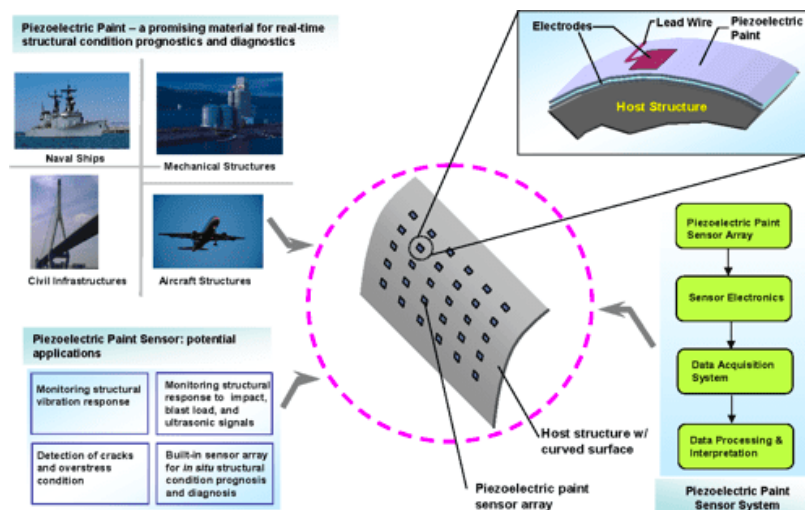 Piezoelectric Paint – a promising material for real-time
structural condition prognostics and diagnostics
Naval Ships
Mechanical Structures
Civil Infrastructures
Aircraft Structures
Electrodes
Lead Wire
Piezoelectric
Paint
Host Structure
Piezoelectric Paint Sensor: potential
applications
Monitoring structural
vibration response
Monitoring structural
response to impact,
blast load, and
ultrasonic signals
Detection of cracks
and overstress
condition
Built-in sensor array
for in situ structural
condition prognosis
and diagnosis
Host structure w/
curved surface
Piezoelectric paint
sensor array
Piezoelectric Paint
Sensor Array
Sensor Electronics
Data Acquisition
System
Data Processing &
Interpretation
Piezoelectric Paint
Sensor System